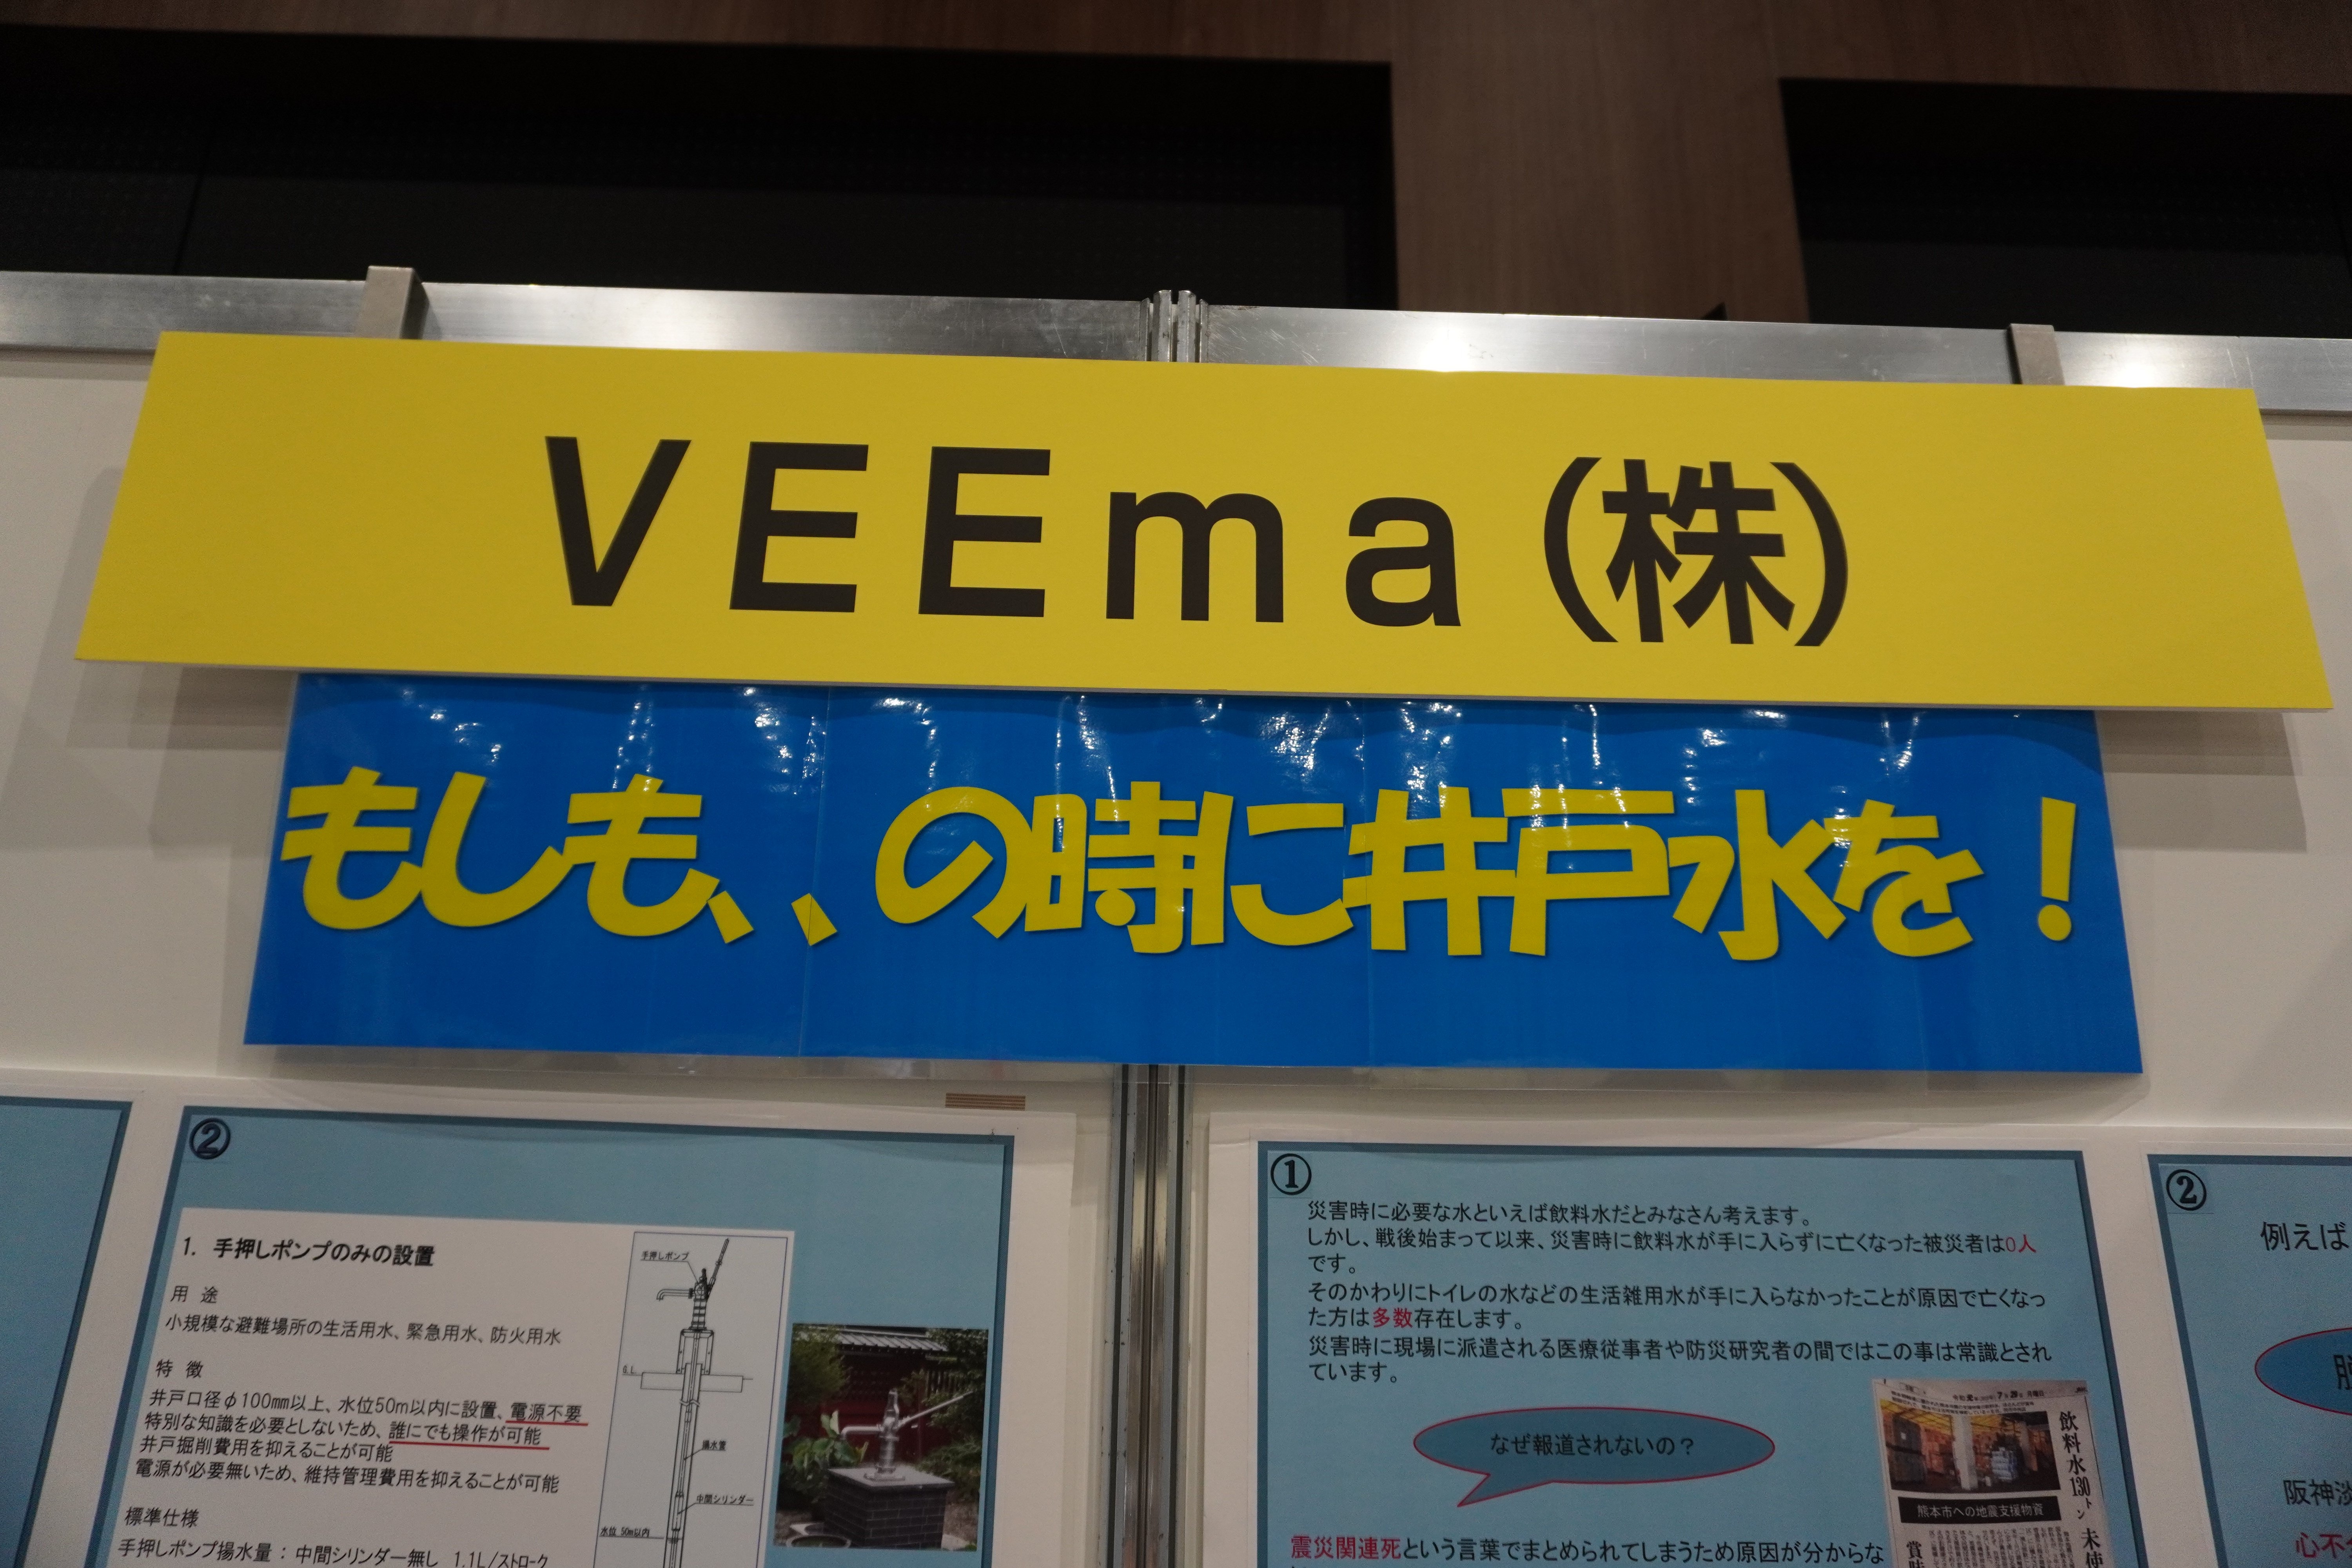 VEEma(株)
もしも、、の時に井戸水を！
②
1. 手押しポンプのみの設置
用 途
小規模な避難場所の生活用水、緊急用水、防火用水
特 徴
井戸口径φ100mm以上、水位50m以内に設置、電源不要
特別な知識を必要としないため、誰にでも操作が可能
井戸掘削費用を抑えることが可能
電源が必要無いため、維持管理費用を抑えることが可能
標準仕様
手押しポンプ揚水量：中間シリンダー無し 1.1L/ストローク
手押しポンプ
G.L
揚水管
中間シリンダー
水位 50m以内
①
災害時に必要な水といえば飲料水だとみなさん考えます。
しかし、戦後始まって以来、災害時に飲料水が手に入らずに亡くなった被災者は0人
です。
そのかわりにトイレの水などの生活雑用水が手に入らなかったことが原因で亡くなっ
た方は多数存在します。
災害時に現場に派遣される医療従事者や防災研究者の間ではこの事は常識とされ
ています。
なぜ報道されないの？
飲料水130トン 未使
熊本市への地震支援物資
賞味
震災関連死という言葉でまとめられてしまうため原因が分からな
②
例えば
阪神淡
心不